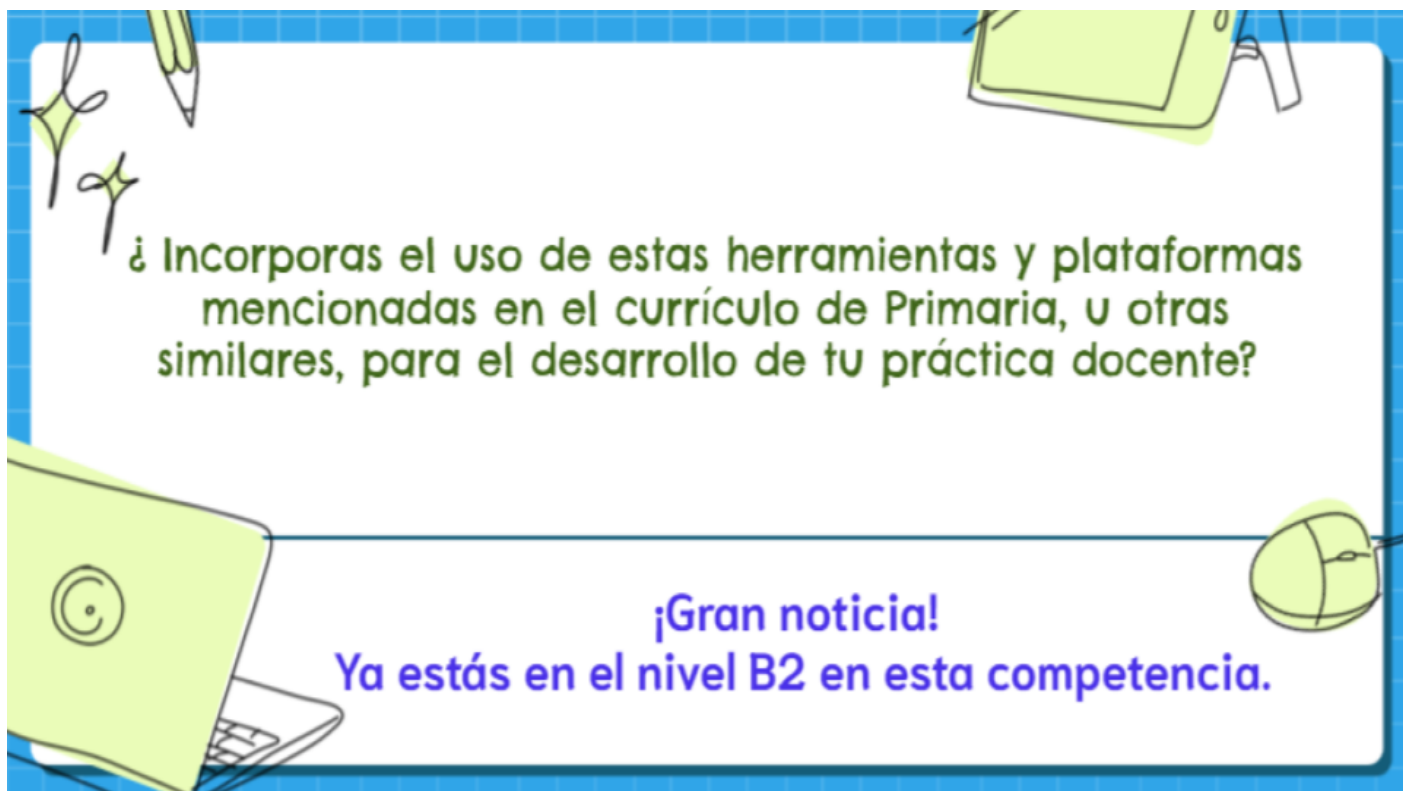 ¿ Incorporas el uso de estas herramientas y plataformas
mencionadas en el currículo de Primaria, u otras
similares, para el desarrollo de tu práctica docente?
¡Gran noticia!
Ya estás en el nivel B2 en esta competencia.